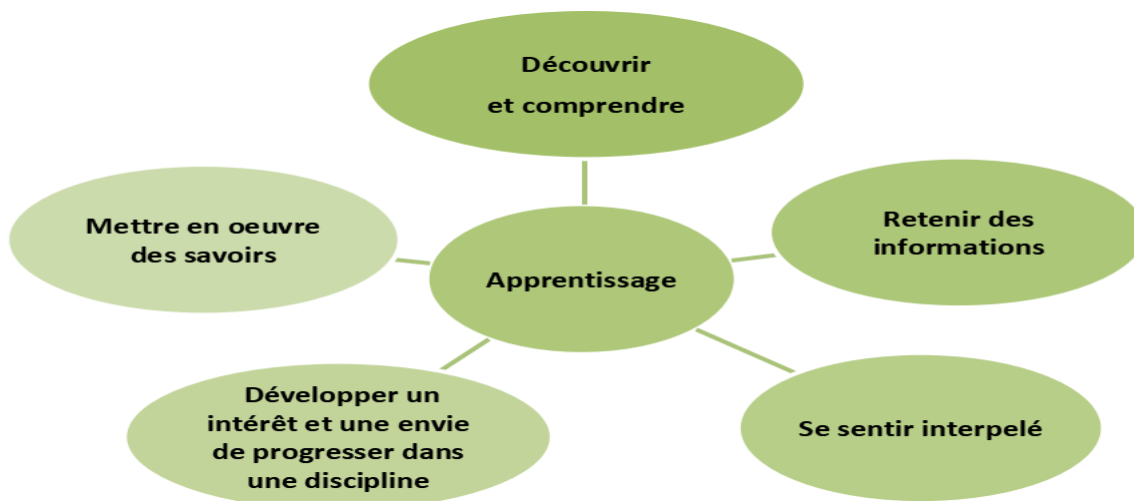 Découvrir
et comprendre
Mettre en oeuvre
des savoirs
Retenir des
informations
Apprentissage
Développer un
intérêt et une envie
de progresser dans
une discipline
Se sentir interpelé